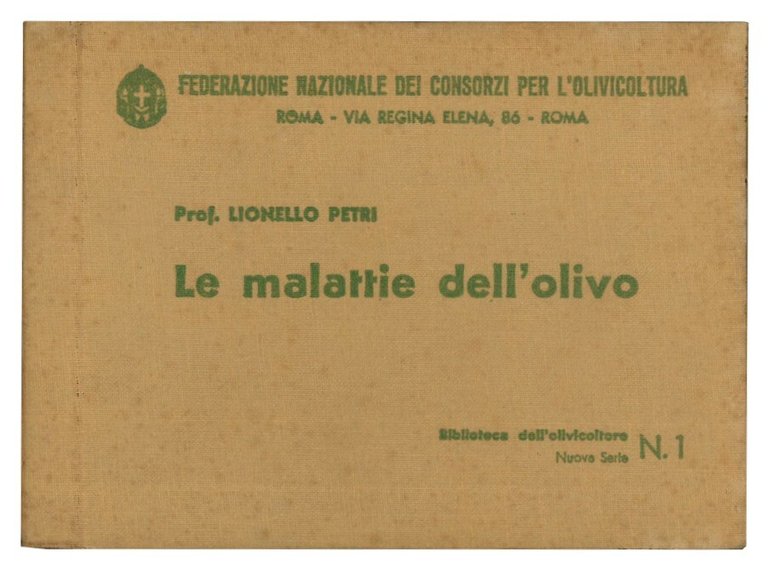 FEDERAZIONE NAZIONALE DEI CONSORZI PER L'OLIVICOLTURA
ROMA - VIA REGINA ELENA, 86 - ROMA
Prof. LIONELLO PETRI
Le malattie dell'olivo
Biblioteca dell'olivicoltore
Nuova Serie N. 1